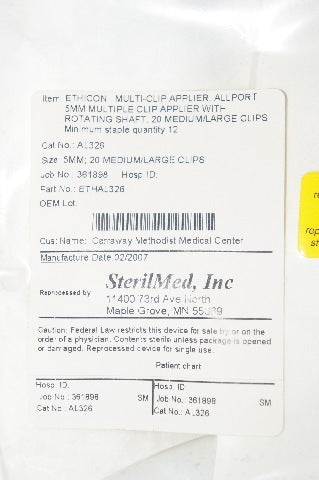 Item: ETHICON MULTI-CLIP APPLIER, ALLPORT
5MM MULTIPLE CLIP APPLIER WITH
ROTATING SHAFT, 20 MEDIUM/LARGE CLIPS
Minimum staple quantity 12
Cat No.: AL326
Size: 5MM; 20 MEDIUM/LARGE CLIPS
Job No.: 361898 Hosp ID:
Part No.: ETHAL326
OEM Lot:
Cust Name: Carraway Methodist Medical Center
Manufacture Date 02/2007
Reprocessed by
SterilMed, Inc
11400 73rd Ave North
Maple Grove, MN
Caution: Federal Law restricts this device for sale by or on the
order of a physician. Contents sterile unless package is opened
or damaged. Reprocessed device for single use.
Patient chart
Hosp. ID:
Job No.: 361898 SM
Cat No.: AL326
Hosp. ID
Job No.: 361898
SM
Cat No.: AL326